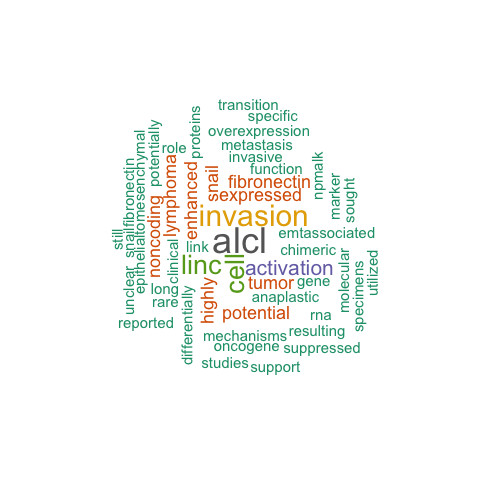 transition
specific
overexpression
metastasis
invasive
function
fibronectin
expressed
invasion
alcl
linc
cell
activation
tumor
gene
anaplastic
potential
rna
mechanisms
resulting
oncogene
suppressed
studies
support
emtassociated
chimeric
link
role
proteins
potentially
epithelialtomesenchymal
snailfibronectin
still
unclear
noncoding
lymphoma
enhanced
snail
clinical
long
rare
reported
highly
differentially
npmalk
marker
sought
molecular
specimens
utilized